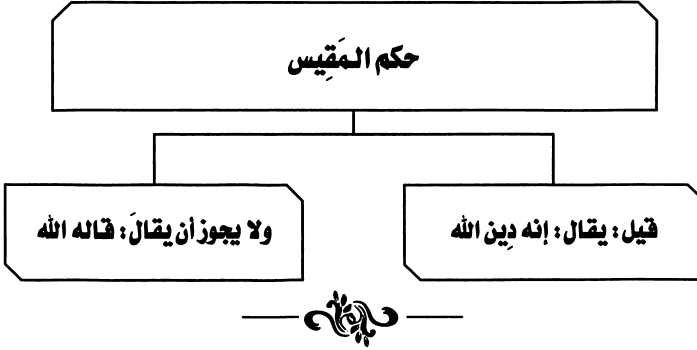 حكم المَقِيس
قيل: يقال: إنه دِين الله
ولا يجوز أن يقالَ: قاله الله